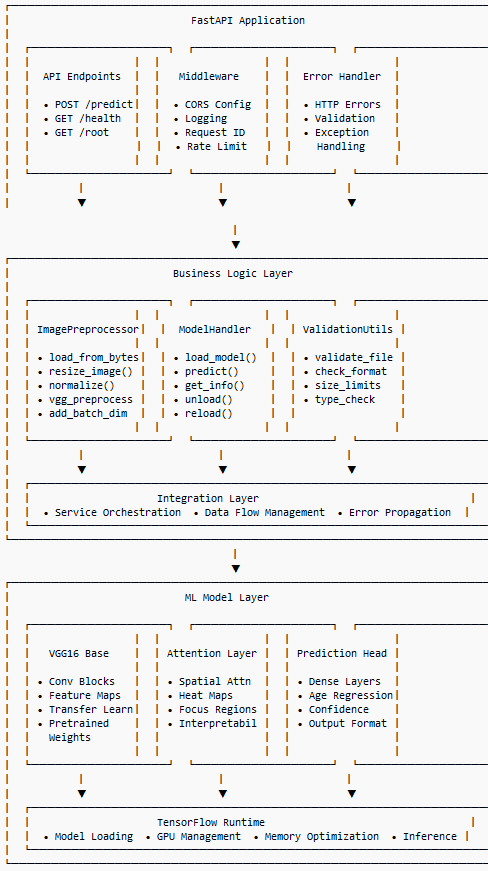 FastAPI Application
API Endpoints Middleware Error Handler
• POST /predict • CORS Config • HTTP Errors
• GET /health • Logging • Validation
• GET /root • Request ID • Exception
• Rate Limit Handling
Business Logic Layer
ImagePreprocessor ModelHandler ValidationUtils
• load_from_bytes • load_model() • validate_file
• resize_image() • predict() • check_format
• normalize() • get_info() • size_limits
• vgg_preprocess • unload() • type_check
• add_batch_dim • reload()
Integration Layer
• Service Orchestration • Data Flow Management • Error Propagation
ML Model Layer
VGG16 Base Attention Layer Prediction Head
• Conv Blocks • Spatial Attn • Dense Layers
• Feature Maps • Heat Maps • Age Regression
• Transfer Learn • Focus Regions • Confidence
• Pretrained • Interpretabil • Output Format
Weights
TensorFlow Runtime
• Model Loading • GPU Management • Memory Optimization • Inference